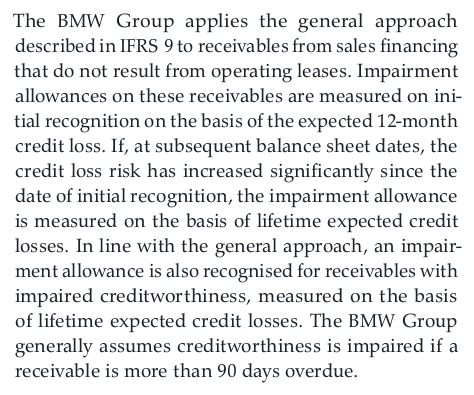 The BMW Group applies the general approach
described in IFRS 9 to receivables from sales financing
that do not result from operating leases. Impairment
allowances on these receivables are measured on ini-
tial recognition on the basis of the expected 12-month
credit loss. If, at subsequent balance sheet dates, the
credit loss risk has increased significantly since the
date of initial recognition, the impairment allowance
is measured on the basis of lifetime expected credit
losses. In line with the general approach, an impair-
ment allowance is also recognised for receivables with
impaired creditworthiness, measured on the basis
of lifetime expected credit losses. The BMW Group
generally assumes creditworthiness is impaired if a
receivable is more than 90 days overdue.